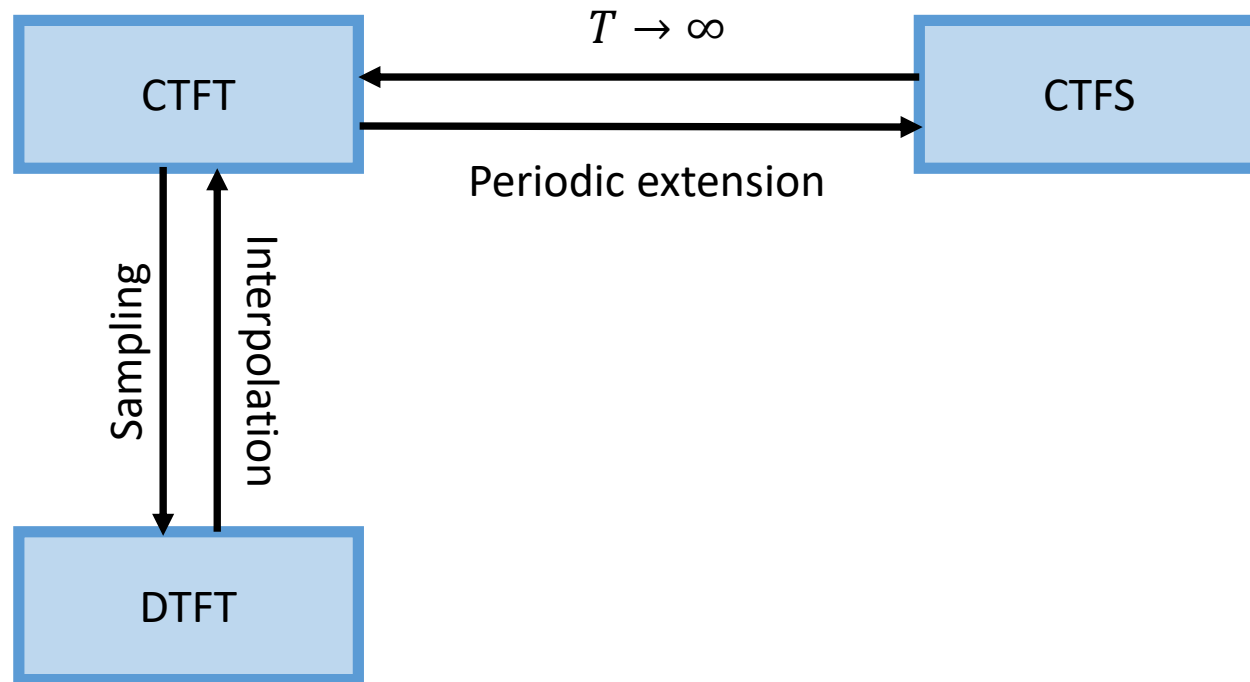 T → ∞
CTFT
CTFS
Periodic extension
Sampling
Interpolation
DTFT